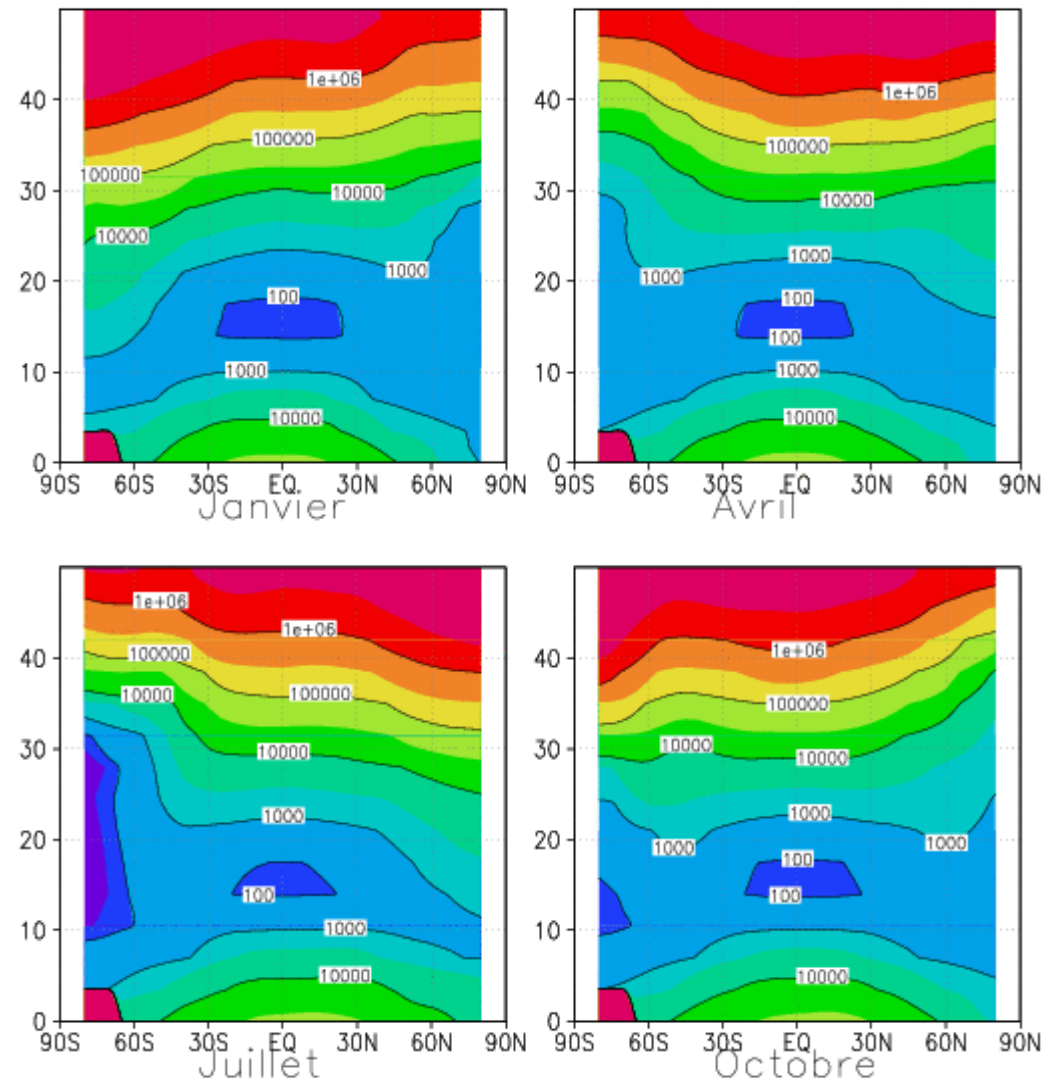 1e+06 1e+06
40 40
100000 100000
100000
30 10000 30 10000
10000
1000 1000 1000
20 100 20 100
100
10 1000 10 1000
10000 10000
0 0
90S 60S 30S EQ 30N 60N 90N 90S 60S 30S EQ 30N 60N 90N
Janvier Avril
1e+06 1e+06
1e+06
40 100000 40
10000 100000 100000
30 10000 30 10000 10000
1000 1000
20 20 1000 1000
100 100
100
10 1000 10
10000 10000
0 0
90S 60S 30S EQ 30N 60N 90N 90S 60S 30S EQ 30N 60N 90N
Juillet Octobre